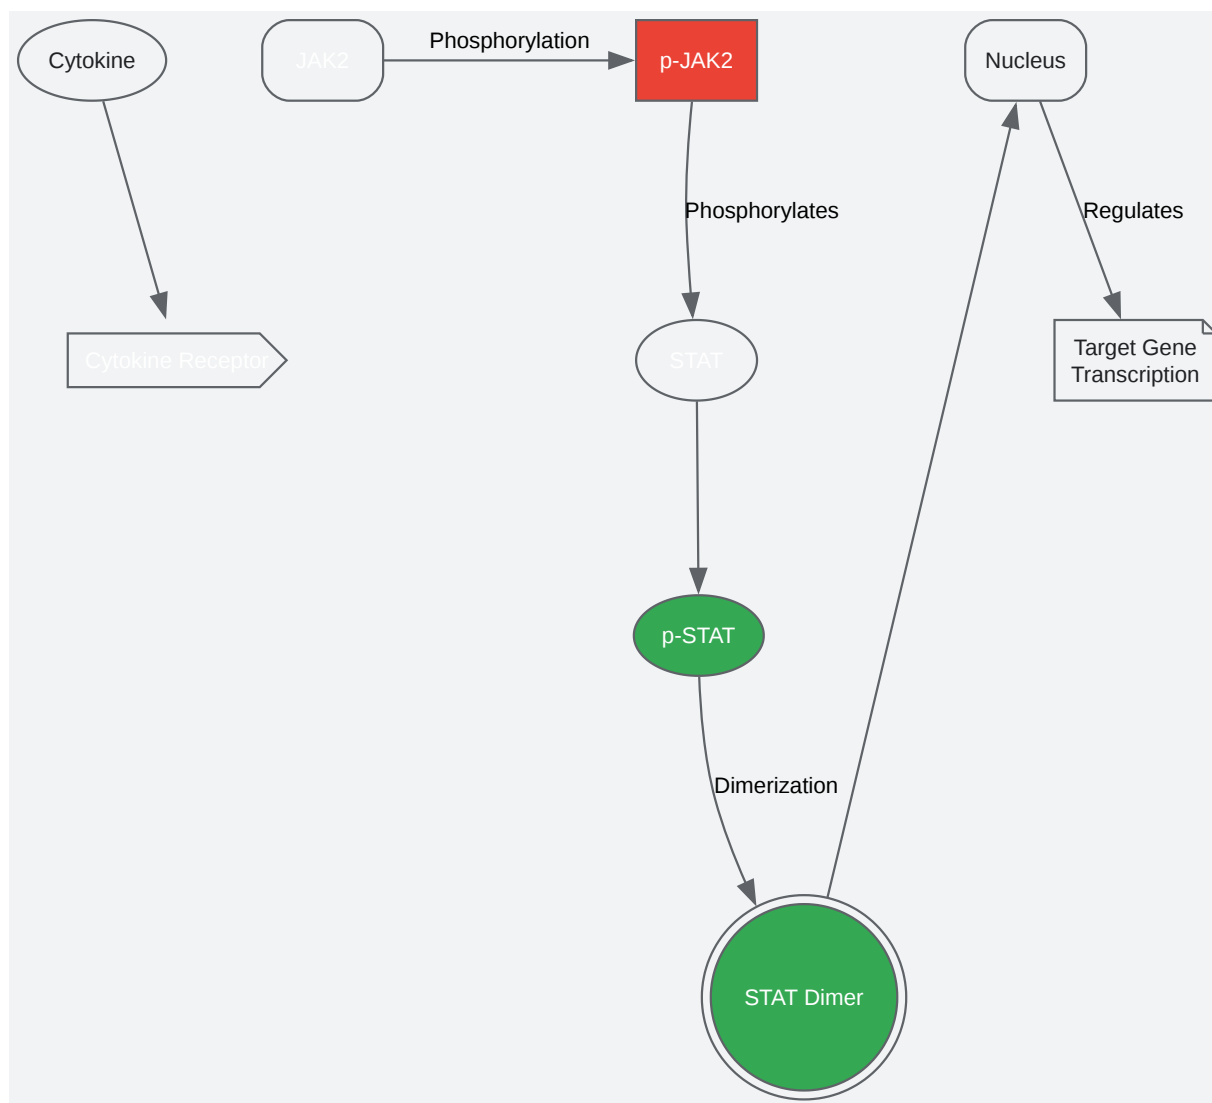 Cytokine
JAK2
Phosphorylation
p-JAK2
Nucleus
Phosphorylates
Regulates
Cytokine Receptor
STAT
Target Gene
Transcription
p-STAT
Dimerization
STAT Dimer